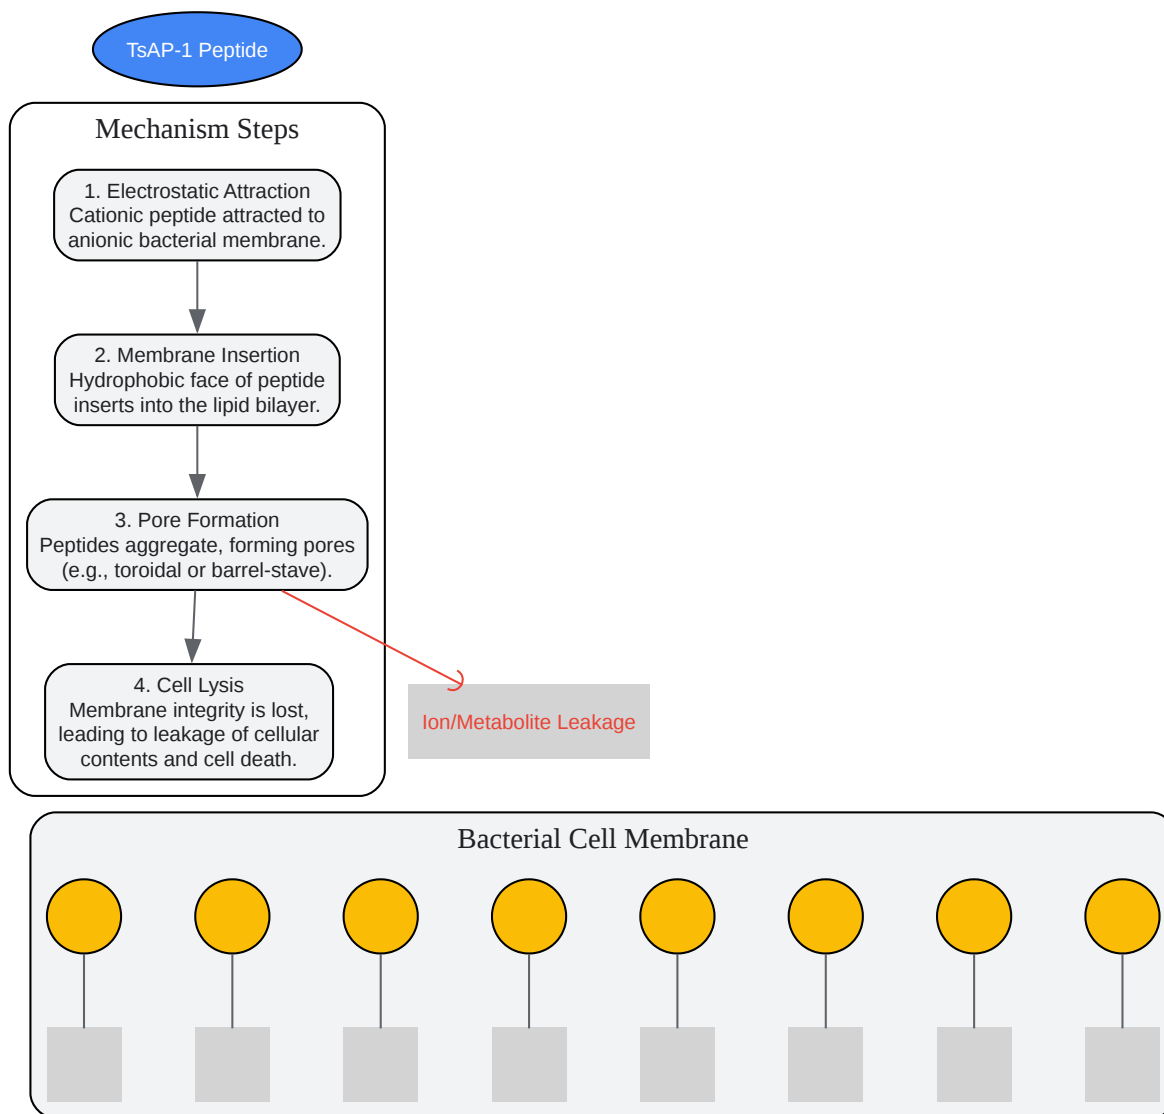 TsAP-1 Peptide
Mechanism Steps
1. Electrostatic Attraction
Cationic peptide attracted to
anionic bacterial membrane.
2. Membrane Insertion
Hydrophobic face of peptide
inserts into the lipid bilayer.
3. Pore Formation
Peptides aggregate, forming pores
(e.g., toroidal or barrel-stave).
4. Cell Lysis
Membrane integrity is lost,
leading to leakage of cellular
contents and cell death.
Ion/Metabolite Leakage
Bacterial Cell Membrane